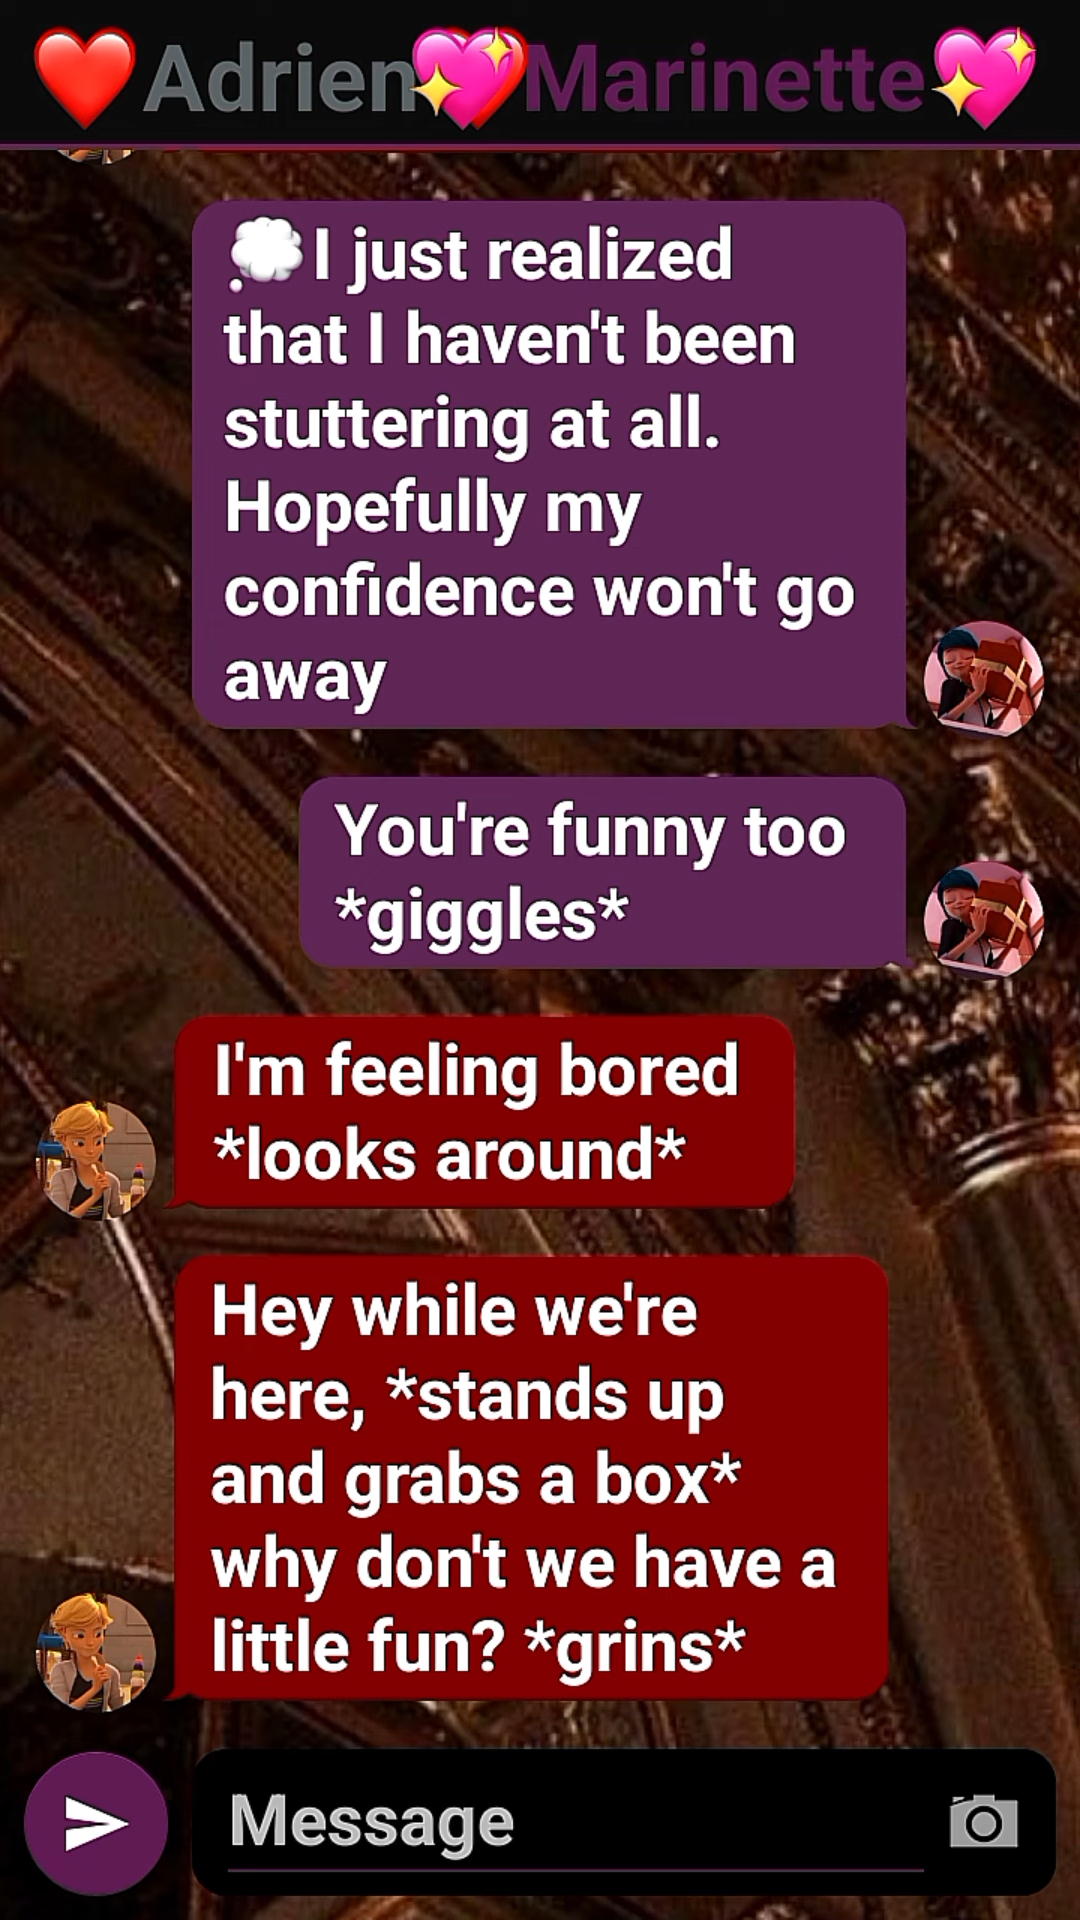 ❤️Adrien💖Marinette💖
💭I just realized
that I haven't been
stuttering at all.
Hopefully my
confidence won't go
away
You're funny too
*giggles*
I'm feeling bored
*looks around*
Hey while we're
here, *stands up
and grabs a box*
why don't we have a
little fun? *grins*
Message